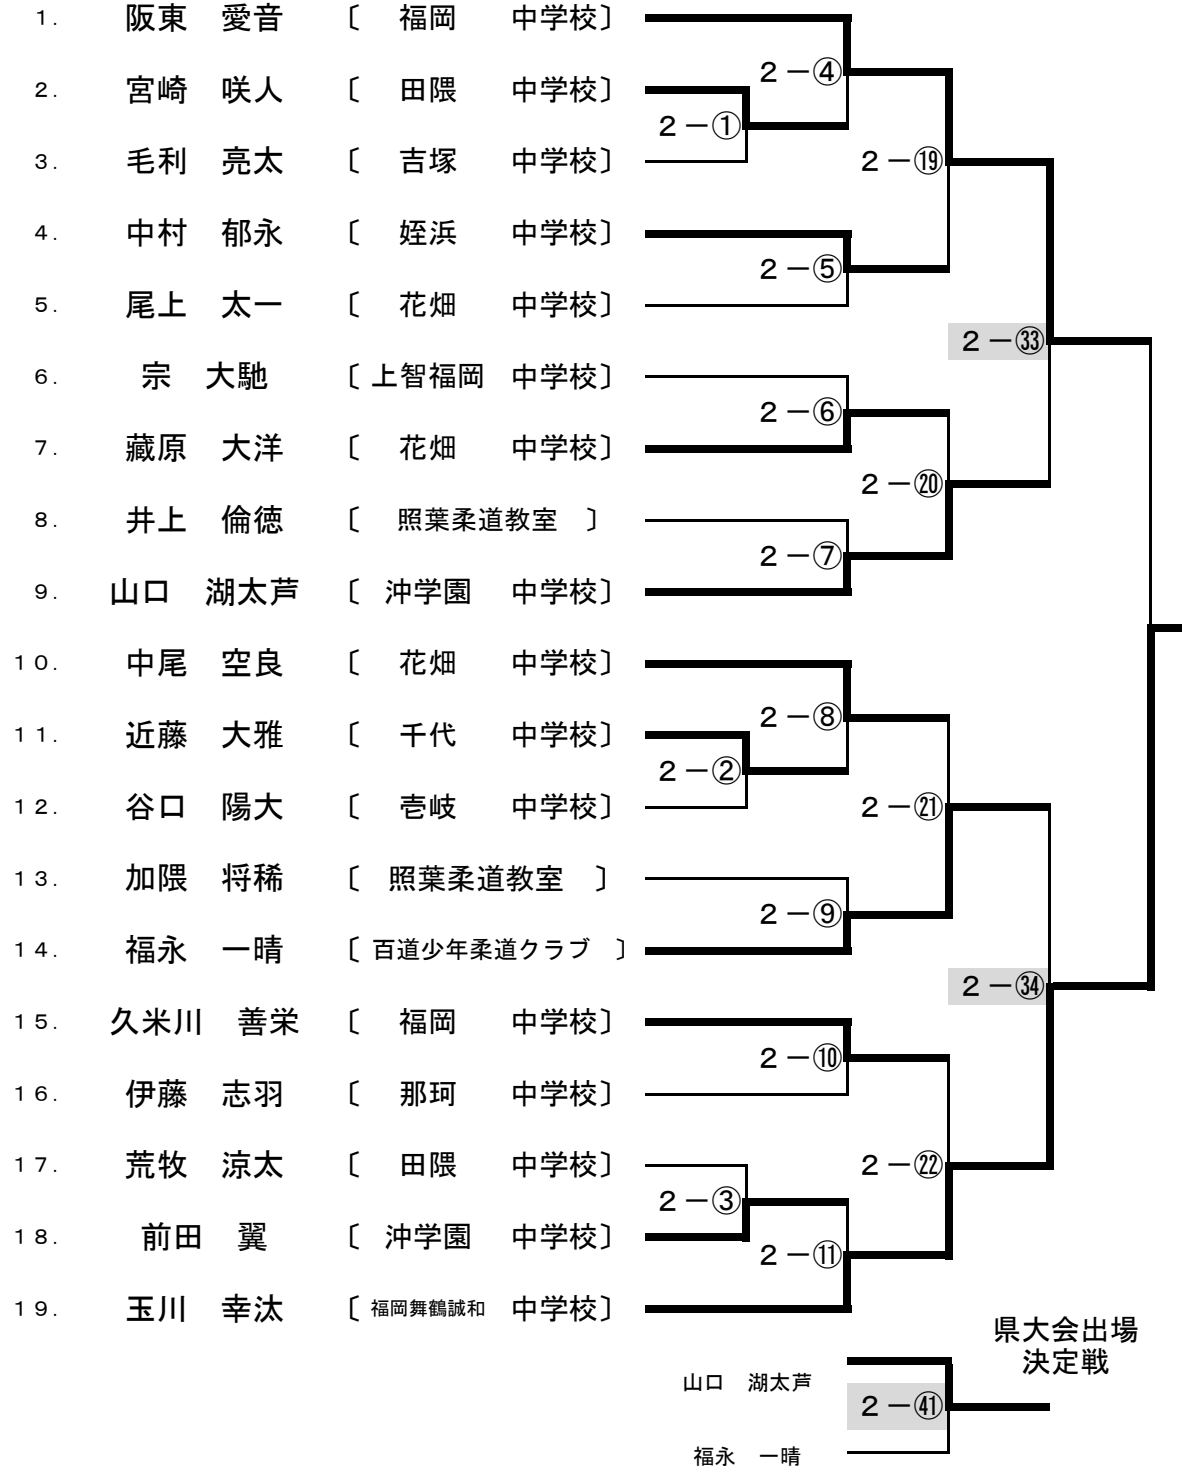 １． 阪東　愛音 〔 福岡 中学校〕
２－④
２． 宮崎　咲人 〔 田隈 中学校〕
２－①
３． 毛利　亮太 〔 吉塚 中学校〕
２－⑲
４． 中村　郁永 〔 姪浜 中学校〕
２－⑤
５． 尾上　太一 〔 花畑 中学校〕
２－㉝
６． 宗　大馳 〔 上智福岡 中学校〕
２－⑥
７． 藏原　大洋 〔 花畑 中学校〕
２－⑳
８． 井上　倫徳 〔 照葉柔道教室 〕
２－⑦
９． 山口　湖太芦 〔 沖学園 中学校〕
１０． 中尾　空良 〔 花畑 中学校〕
２－⑧
１１． 近藤　大雅 〔 千代 中学校〕
２－②
１２． 谷口　陽大 〔 壱岐 中学校〕
２－㉑
１３． 加隈　将稀 〔 照葉柔道教室 〕
２－⑨
１４． 福永　一晴 〔 百道少年柔道クラブ 〕
２－㉞
１５． 久米川　善栄 〔 福岡 中学校〕
２－⑩
１６． 伊藤　志羽 〔 那珂 中学校〕
１７． 荒牧　涼太 〔 田隈 中学校〕
２－㉒
２－③
１８． 前田　翼 〔 沖学園 中学校〕
２－⑪
１９． 玉川　幸汰 〔 福岡舞鶴誠和 中学校〕
県大会出場
決定戦
山口　湖太芦
２－㊶
福永　一晴